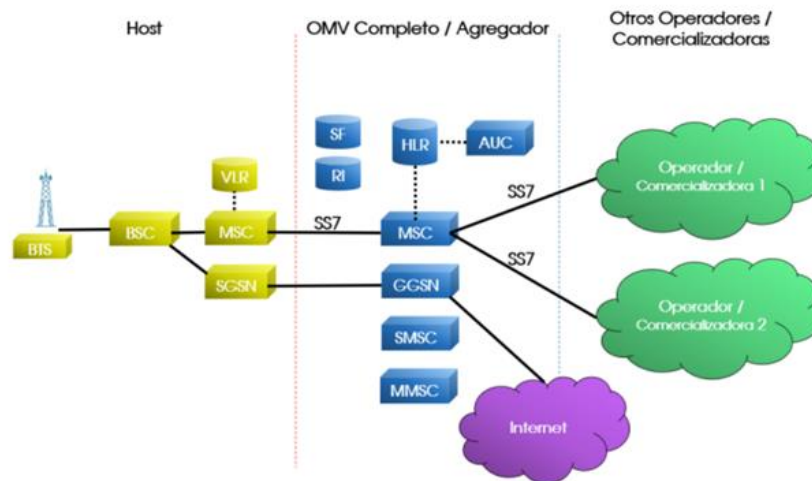 Host
OMV Completo / Agregador
Otros Operadores /
Comercializadoras
SF
HLR
AUC
RI
VLR
BTS
BSC
MSC
SS7
MSC
SS7
SS7
SGSN
GGSN
SMSC
MMSC
Operador /
Comercializadora 1
Operador /
Comercializadora 2
Internet